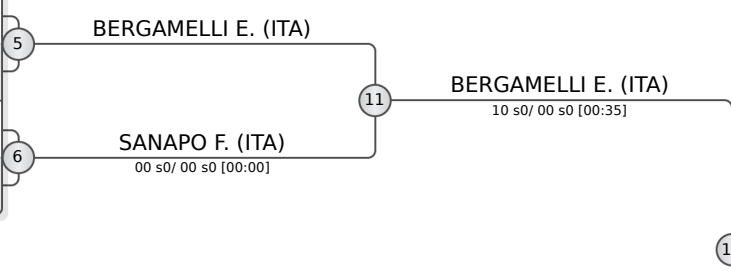 BERGAMELLI E. (ITA)
5
BERGAMELLI E. (ITA)
11
10 s0/ 00 s0 [00:35]
SANAPO F. (ITA)
6
00 s0/ 00 s0 [00:00]